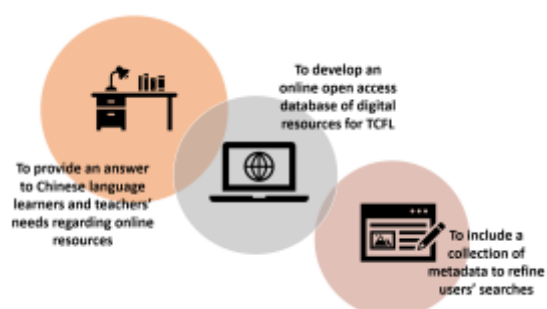 To develop an
online open access
database of digital
resources for TCFL
To provide an answer
to Chinese language
learners and teachers'
needs regarding online
resources
To include a
collection of
metadata to refine
users' searches